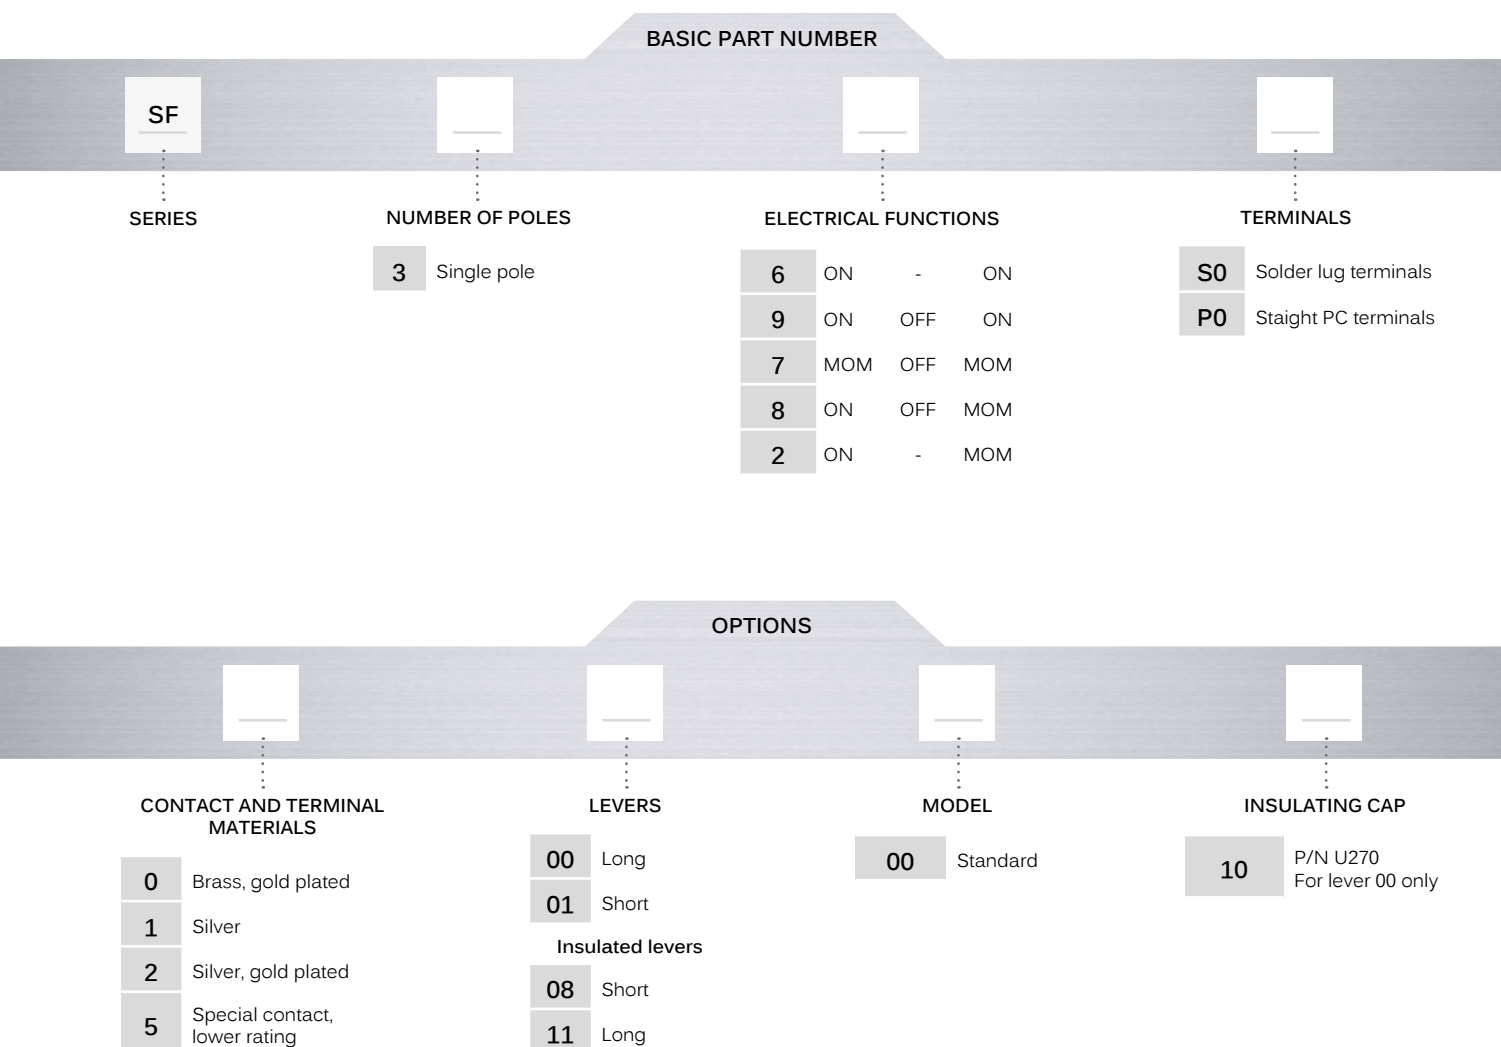 BASIC PART NUMBER
SF
SERIES
NUMBER OF POLES
3 Single pole
ELECTRICAL FUNCTIONS
6 ON - ON
9 ON OFF ON
7 MOM OFF MOM
8 ON OFF MOM
2 ON - MOM
TERMINALS
S0 Solder lug terminals
P0 Staight PC terminals
OPTIONS
CONTACT AND TERMINAL
MATERIALS
0 Brass, gold plated
1 Silver
2 Silver, gold plated
5 Special contact,
lower rating
LEVERS
00 Long
01 Short
Insulated levers
08 Short
11 Long
MODEL
00 Standard
INSULATING CAP
10 P/N U270
For lever 00 only